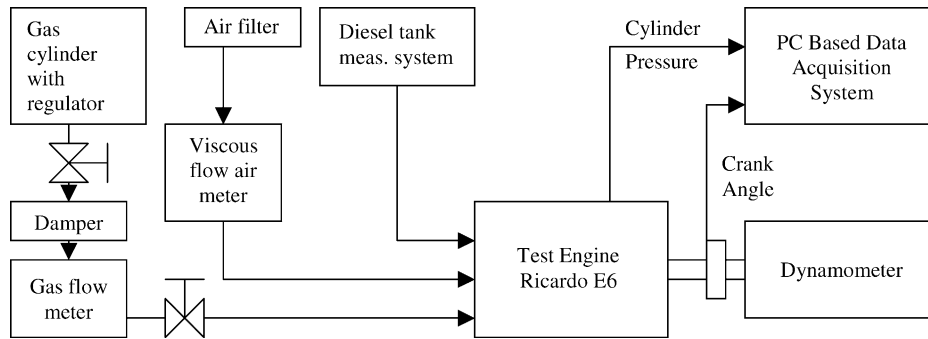 Gas
cylinder
with
regulator
Air filter
Diesel tank
meas. system
Cylinder
Pressure
PC Based Data
Acquisition
System
Viscous
flow air
meter
Crank
Angle
Damper
Gas flow
meter
Test Engine
Ricardo E6
Dynamometer